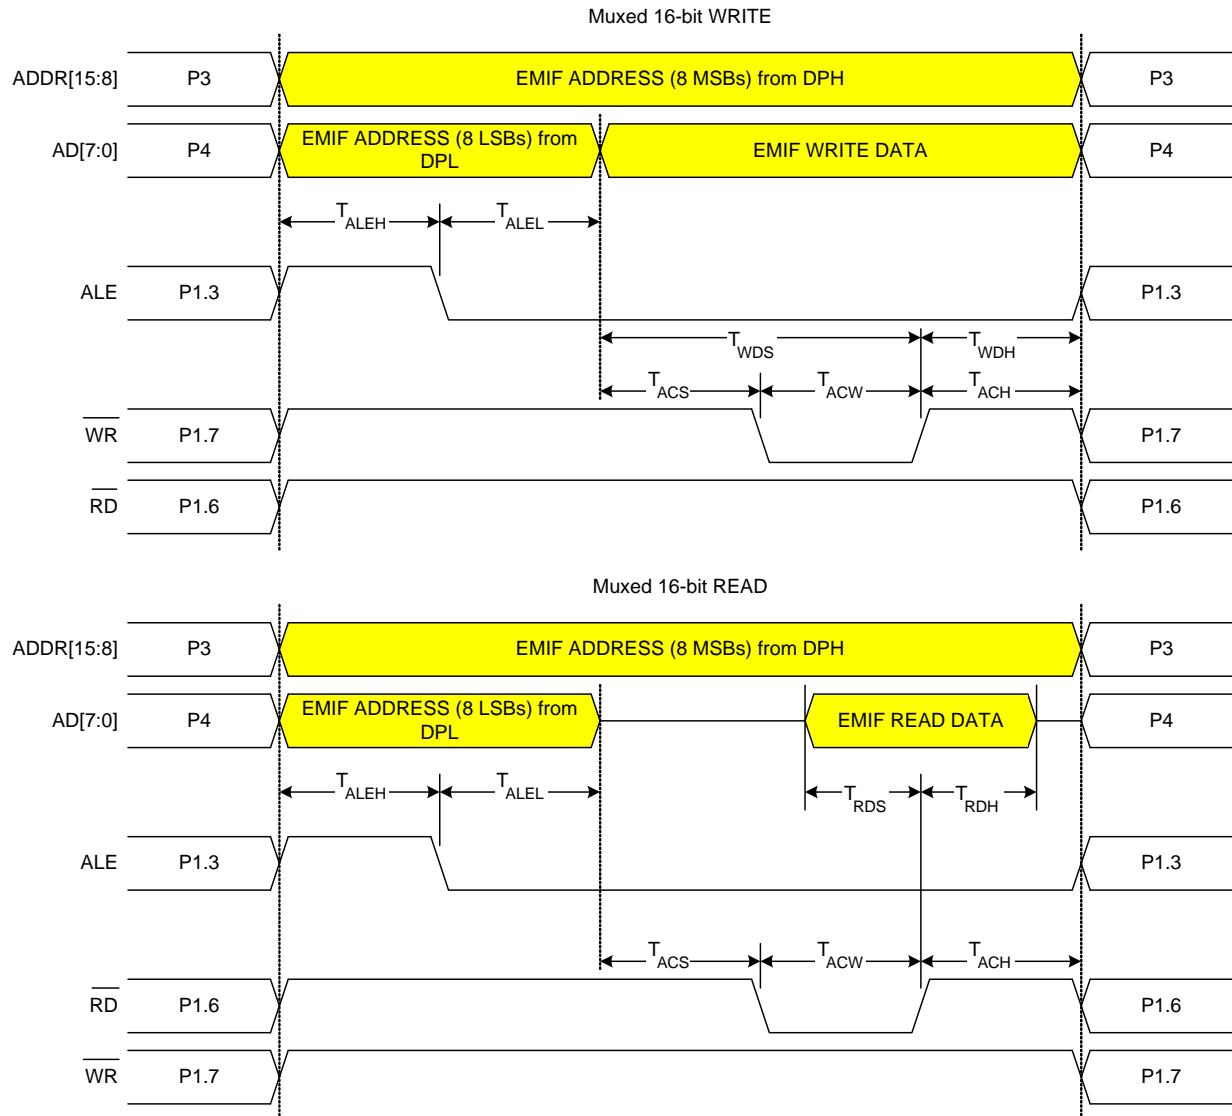 Muxed 16-bit WRITE
ADDR[15:8] P3 EMIF ADDRESS (8 MSBs) from DPH P3
AD[7:0] P4 EMIF ADDRESS (8 LSBs) from
DPL EMIF WRITE DATA P4
TALEH TALEL
ALE P1.3 P1.3
TWDS TWDH
TACS TACW TACH
WR P1.7 P1.7
RD P1.6 P1.6
Muxed 16-bit READ
ADDR[15:8] P3 EMIF ADDRESS (8 MSBs) from DPH P3
AD[7:0] P4 EMIF ADDRESS (8 LSBs) from
DPL EMIF READ DATA P4
TALEH TALEL TRDS TRDH
ALE P1.3 P1.3
TACS TACW TACH
RD P1.6 P1.6
WR P1.7 P1.7